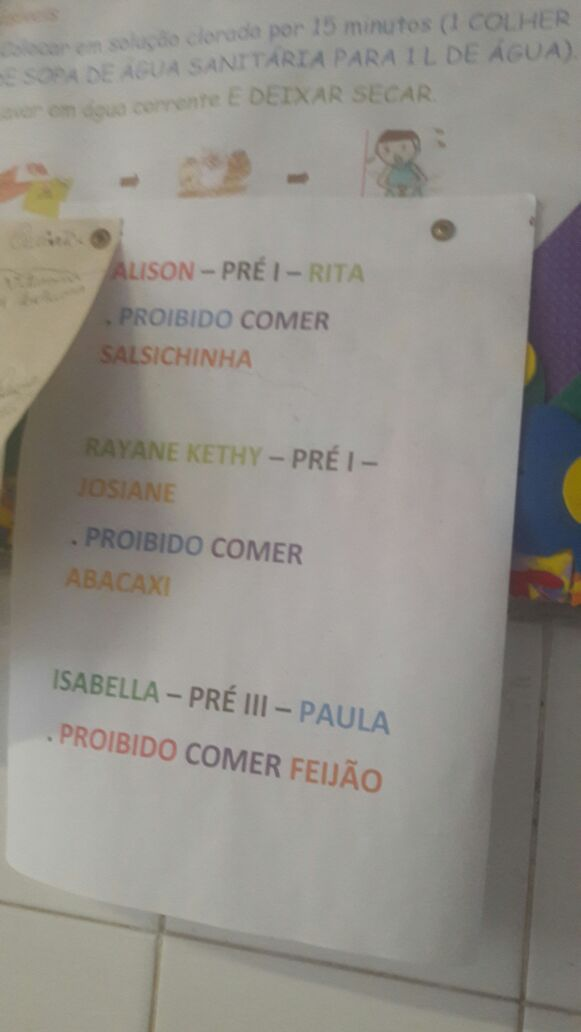 Colocar em solução clorada por 15 minutos (1 COLHER
DE SOPA DE ÁGUA SANITÁRIA PARA 1 L DE ÁGUA).
em água corrente E DEIXAR SECAR.
ALISON – PRÉ I – RITA
. PROIBIDO COMER
SALSICHINHA
RAYANE KETHY – PRÉ I –
JOSIANE
. PROIBIDO COMER
ABACAXI
ISABELLA – PRÉ III – PAULA
. PROIBIDO COMER FEIJÃO